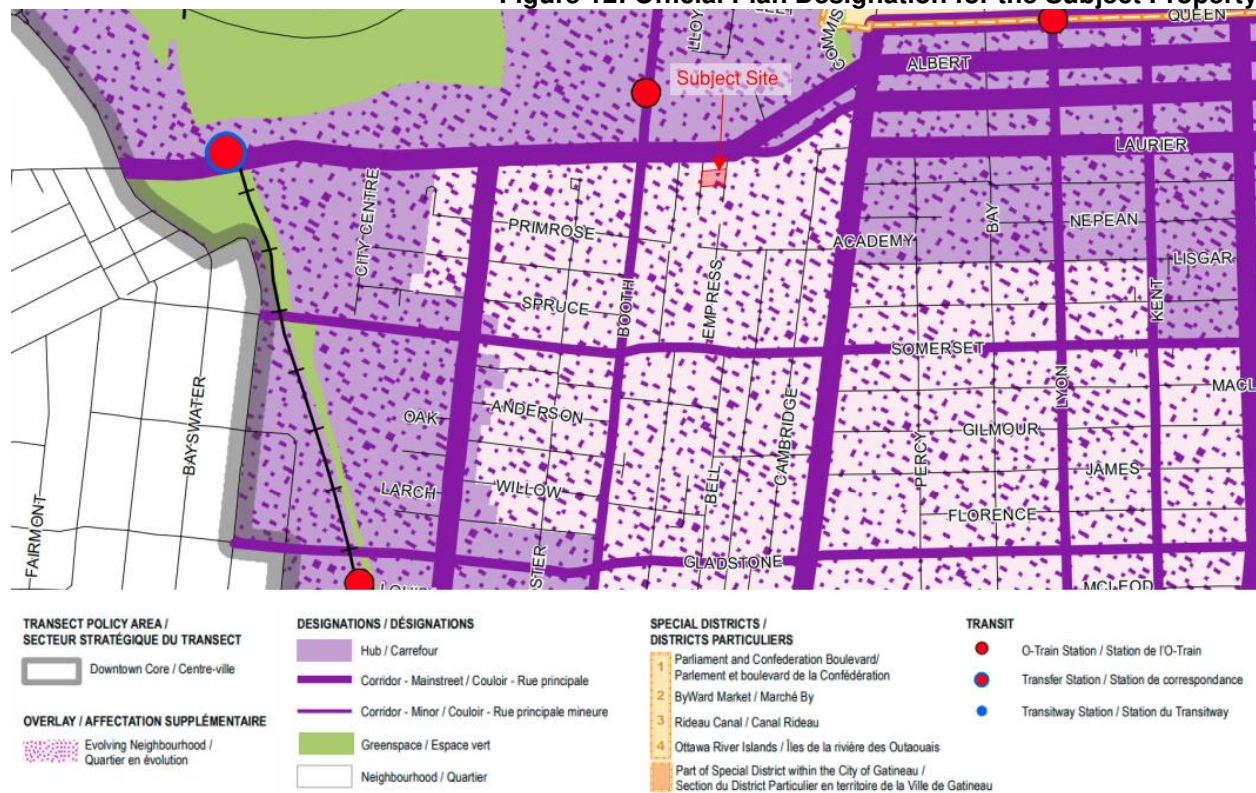 Figure 12: Official Plan Designation for the Subject Property
QUEEN
LLOY
COMMIS
ALBERT
Subject Site
LAURIER
CITY CENTRE
PRIMROSE
BAY
NEPEAN
ACADEMY
LISGAR
SPRUCE
BOOTH
EMPRESS
KENT
SOMERSET
LYON
BAYSWATER
MACL
OAK
ANDERSON
CAMBRIDGE
GILMOUR
PERCY
JAMES
LARCH
WILLOW
BELL
FLORENCE
FAIRMONT
STER
GLADSTONE
MCLEOD
LOUI
TRANSECT POLICY AREA /
SECTEUR STRATÉGIQUE DU TRANSECT
Downtown Core / Centre-ville
OVERLAY / AFFECTATION SUPPLÉMENTAIRE
Evolving Neighbourhood /
Quartier en évolution
DESIGNATIONS / DÉSIGNATIONS
Hub / Carrefour
Corridor - Mainstreet / Couloir - Rue principale
Corridor - Minor / Couloir - Rue principale mineure
Greenspace / Espace vert
Neighbourhood / Quartier
SPECIAL DISTRICTS /
DISTRICTS PARTICULIERS
1 Parliament and Confederation Boulevard/
Parlement et boulevard de la Confédération
2 ByWard Market / Marché By
3 Rideau Canal / Canal Rideau
4 Ottawa River Islands / Îles de la rivière des Outaouais
Part of Special District within the City of Gatineau /
Section du District Particulier en territoire de la Ville de Gatineau
TRANSIT
O-Train Station / Station de l'O-Train
Transfer Station / Station de correspondance
Transitway Station / Station du Transitway